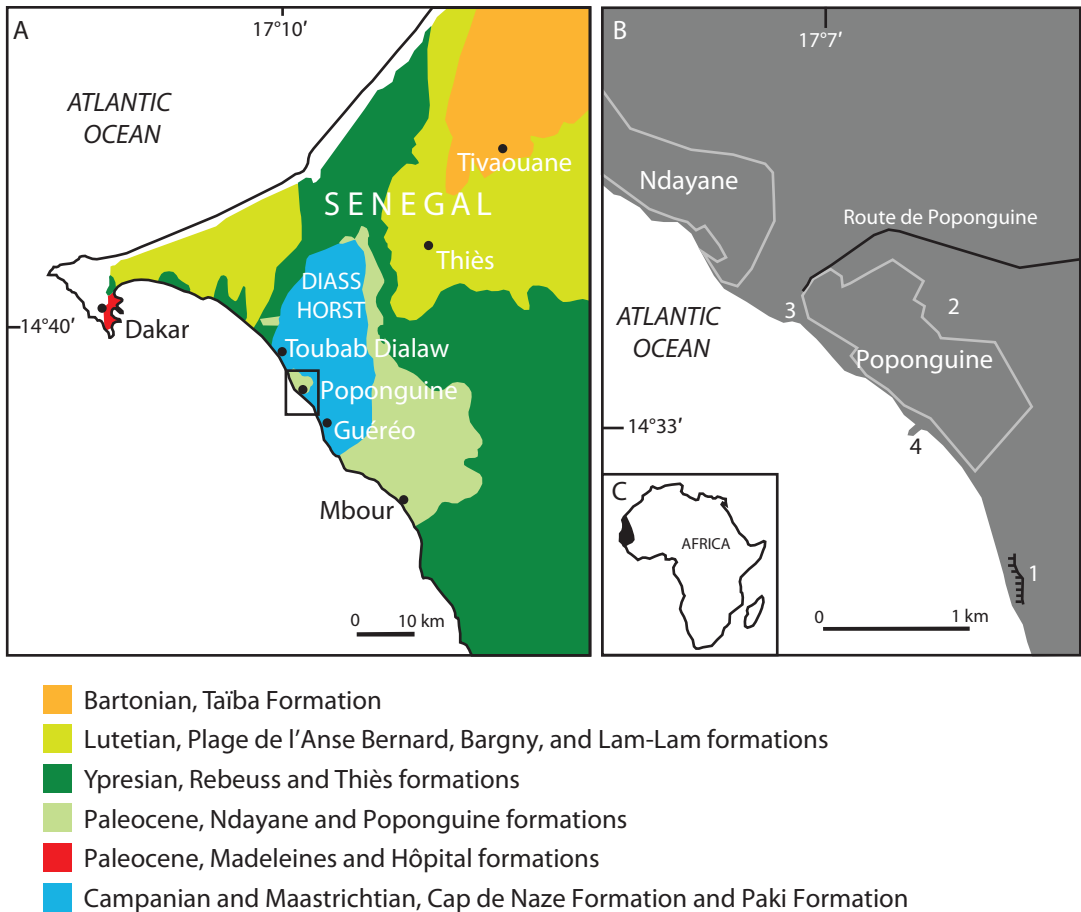 A
17°10′
ATLANTIC
OCEAN
Tivaouane
SENEGAL
Thiès
DIASS
HORST
14°40′
Dakar
Toubab Dialaw
Poponguine
Guéréo
Mbour
0 10 km
B
17°7′
Ndayane
Route de Poponguine
ATLANTIC
OCEAN
3
2
Poponguine
14°33′
4
C
AFRICA
1
0 1 km
Bartonian, Taïba Formation
Lutetian, Plage de l’Anse Bernard, Bargny, and Lam-Lam formations
Ypresian, Rebeuss and Thiès formations
Paleocene, Ndayane and Poponguine formations
Paleocene, Madeleines and Hôpital formations
Campanian and Maastrichtian, Cap de Naze Formation and Paki Formation